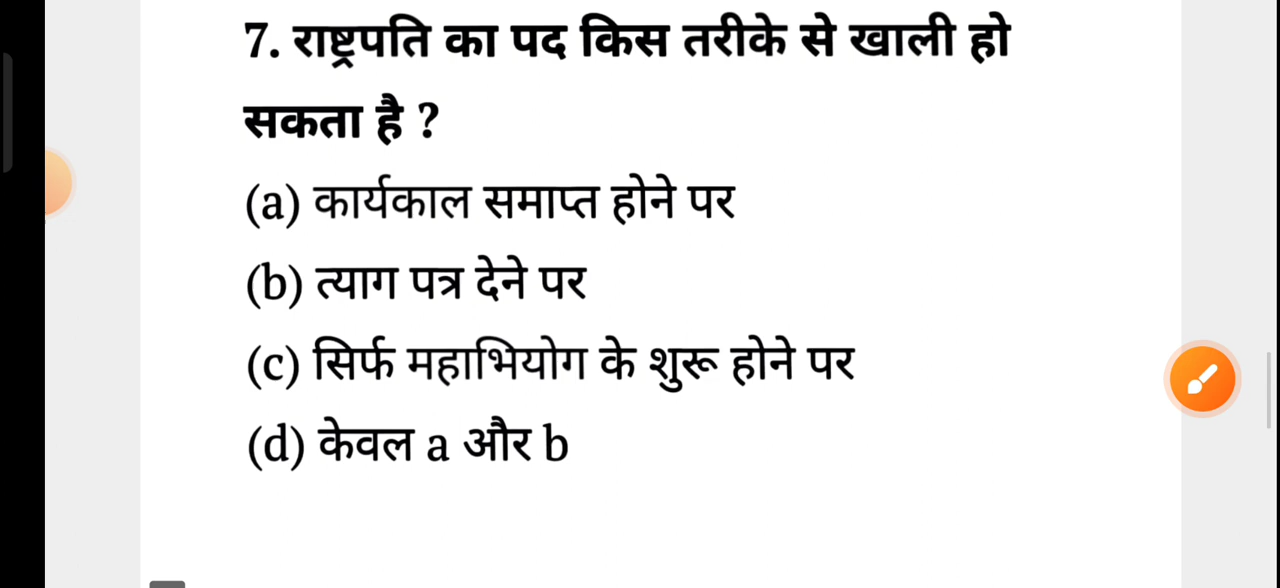 7. राष्ट्रपति का पद किस तरीके से खाली हो
सकता है ?
(a) कार्यकाल समाप्त होने पर
(b) त्याग पत्र देने पर
(c) सिर्फ महाभियोग के शुरू होने पर
(d) केवल a और b